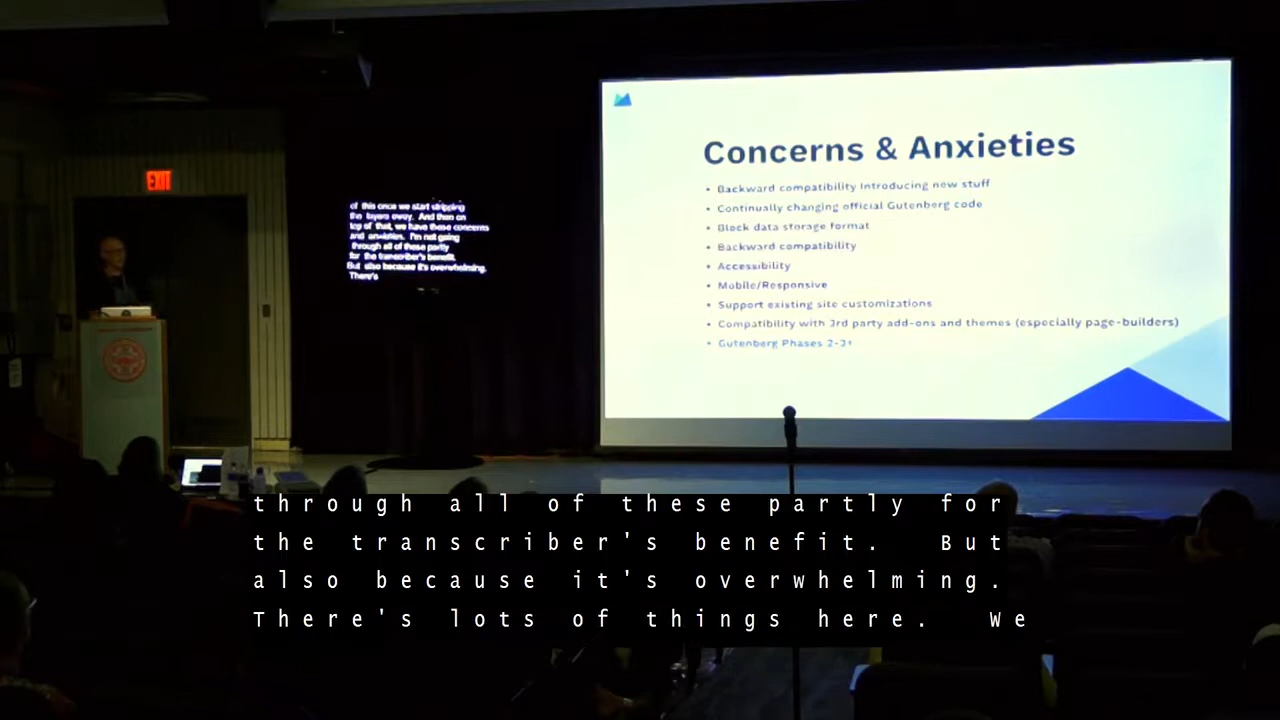 EXIT
of this once we start stripping
the layers away. And then on
top of that, we have these concerns
and anxieties. I'm not going
through all of these partly
for the transcriber's benefit.
But also because it's overwhelming.
There's
Concerns & Anxieties
• Backward compatibility Introducing new stuff
• Continually changing official Gutenberg code
• Block data storage format
• Backward compatibility
• Accessibility
• Mobile/Responsive
• Support existing site customizations
• Compatibility with 3rd party add-ons and themes (especially page-builders)
• Gutenberg Phases 2-3+
through all of these partly for
the transcriber's benefit. But
also because it's overwhelming.
There's lots of things here. We